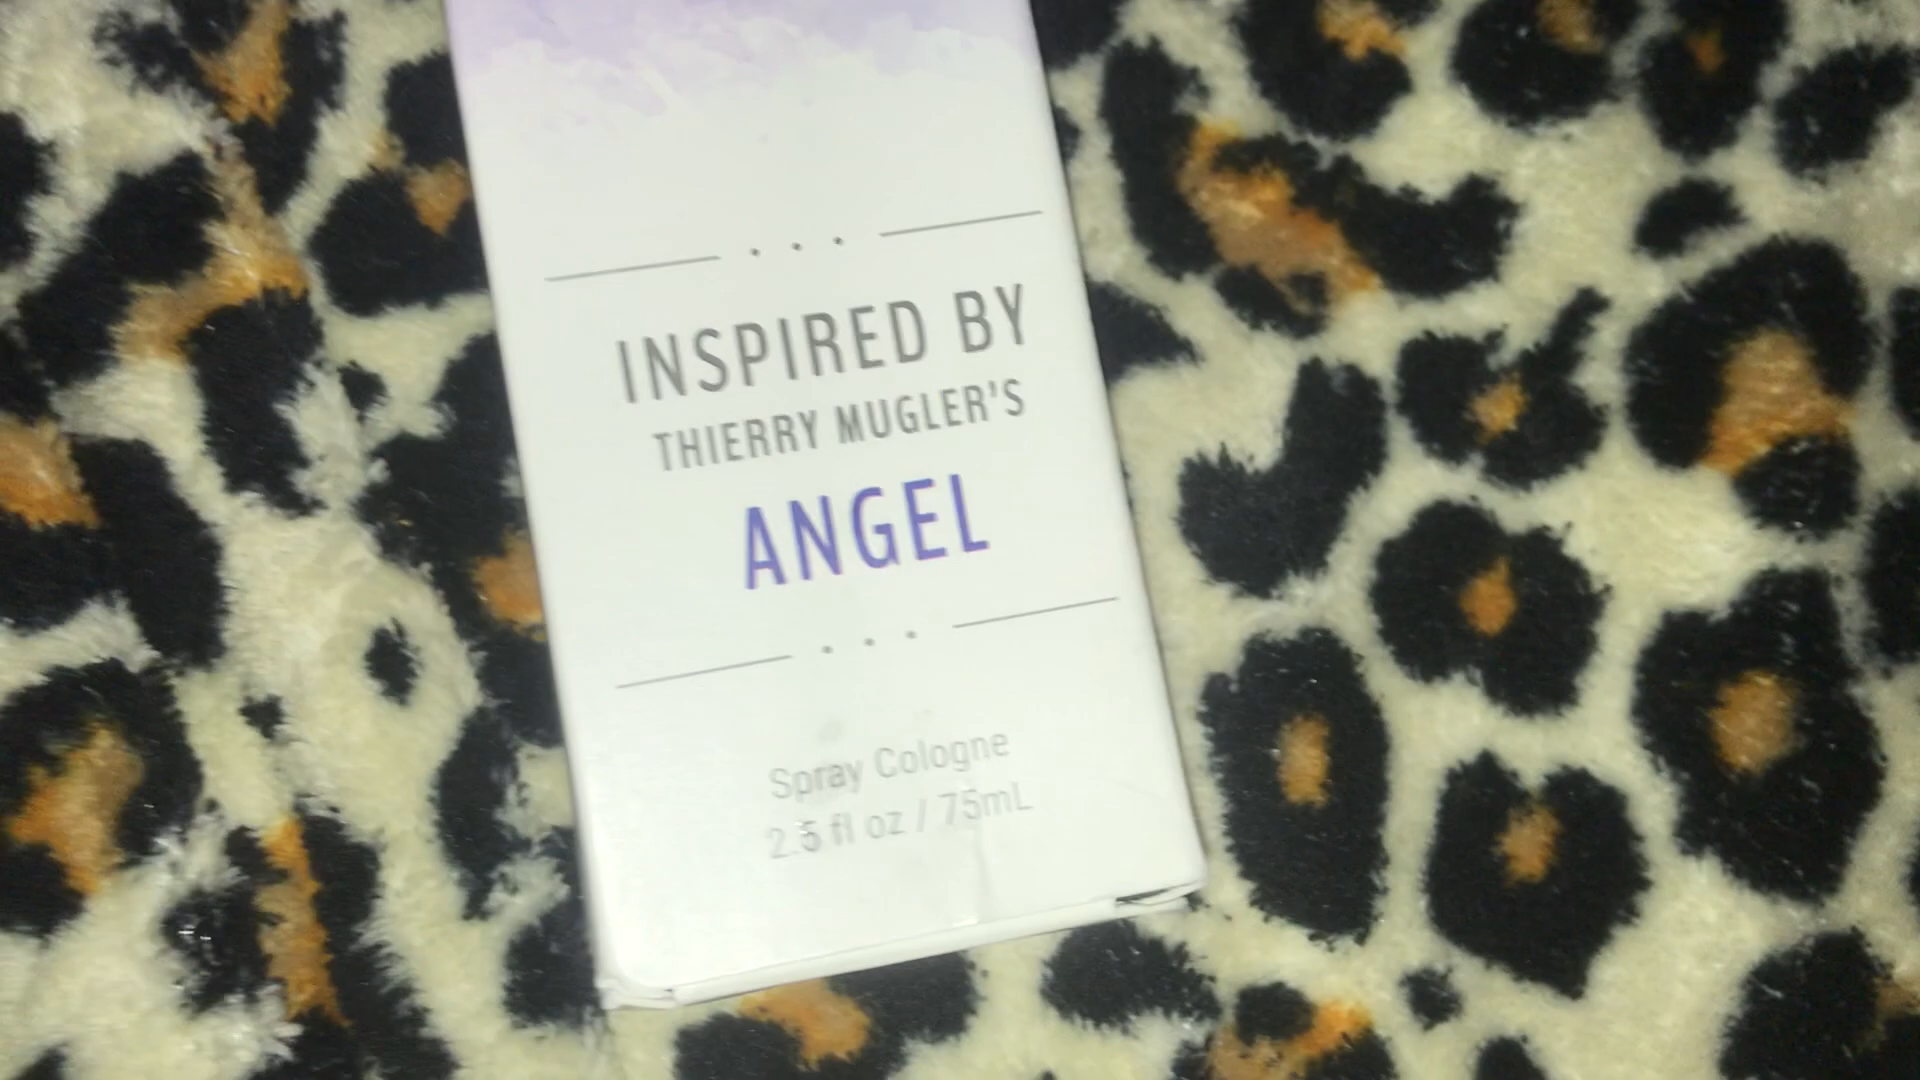 INSPIRED BY
THIERRY MUGLER'S
ANGEL
Spray Cologne
2.5 fl oz / 75mL